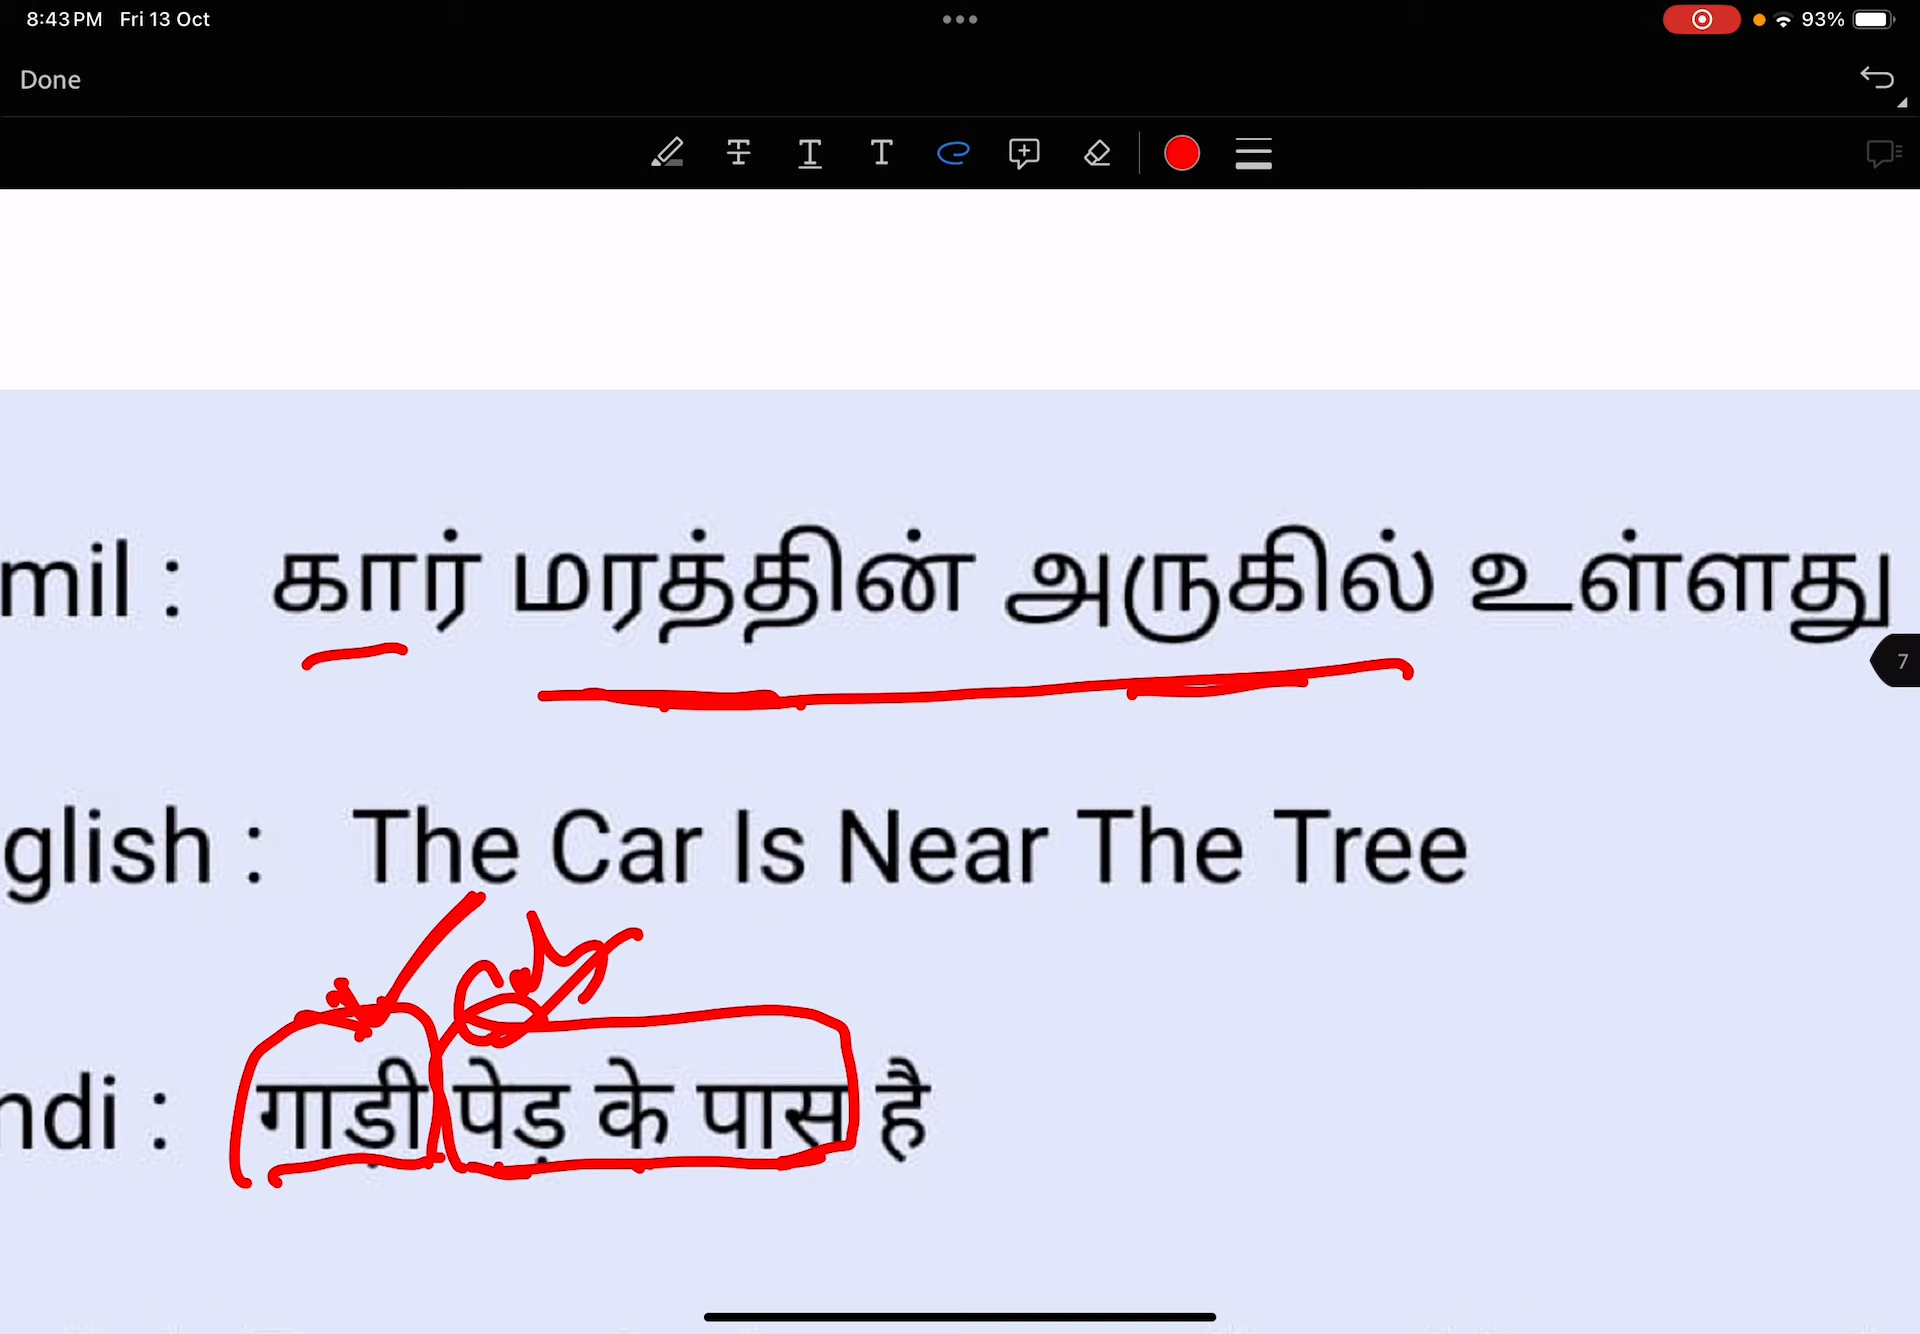 8:43 PM Fri 13 Oct 93%
Done
T T T
mil : கார் மரத்தின் அருகில் உள்ளது
7
glish : The Car Is Near The Tree
ndi : गाड़ी पेड़ के पास है